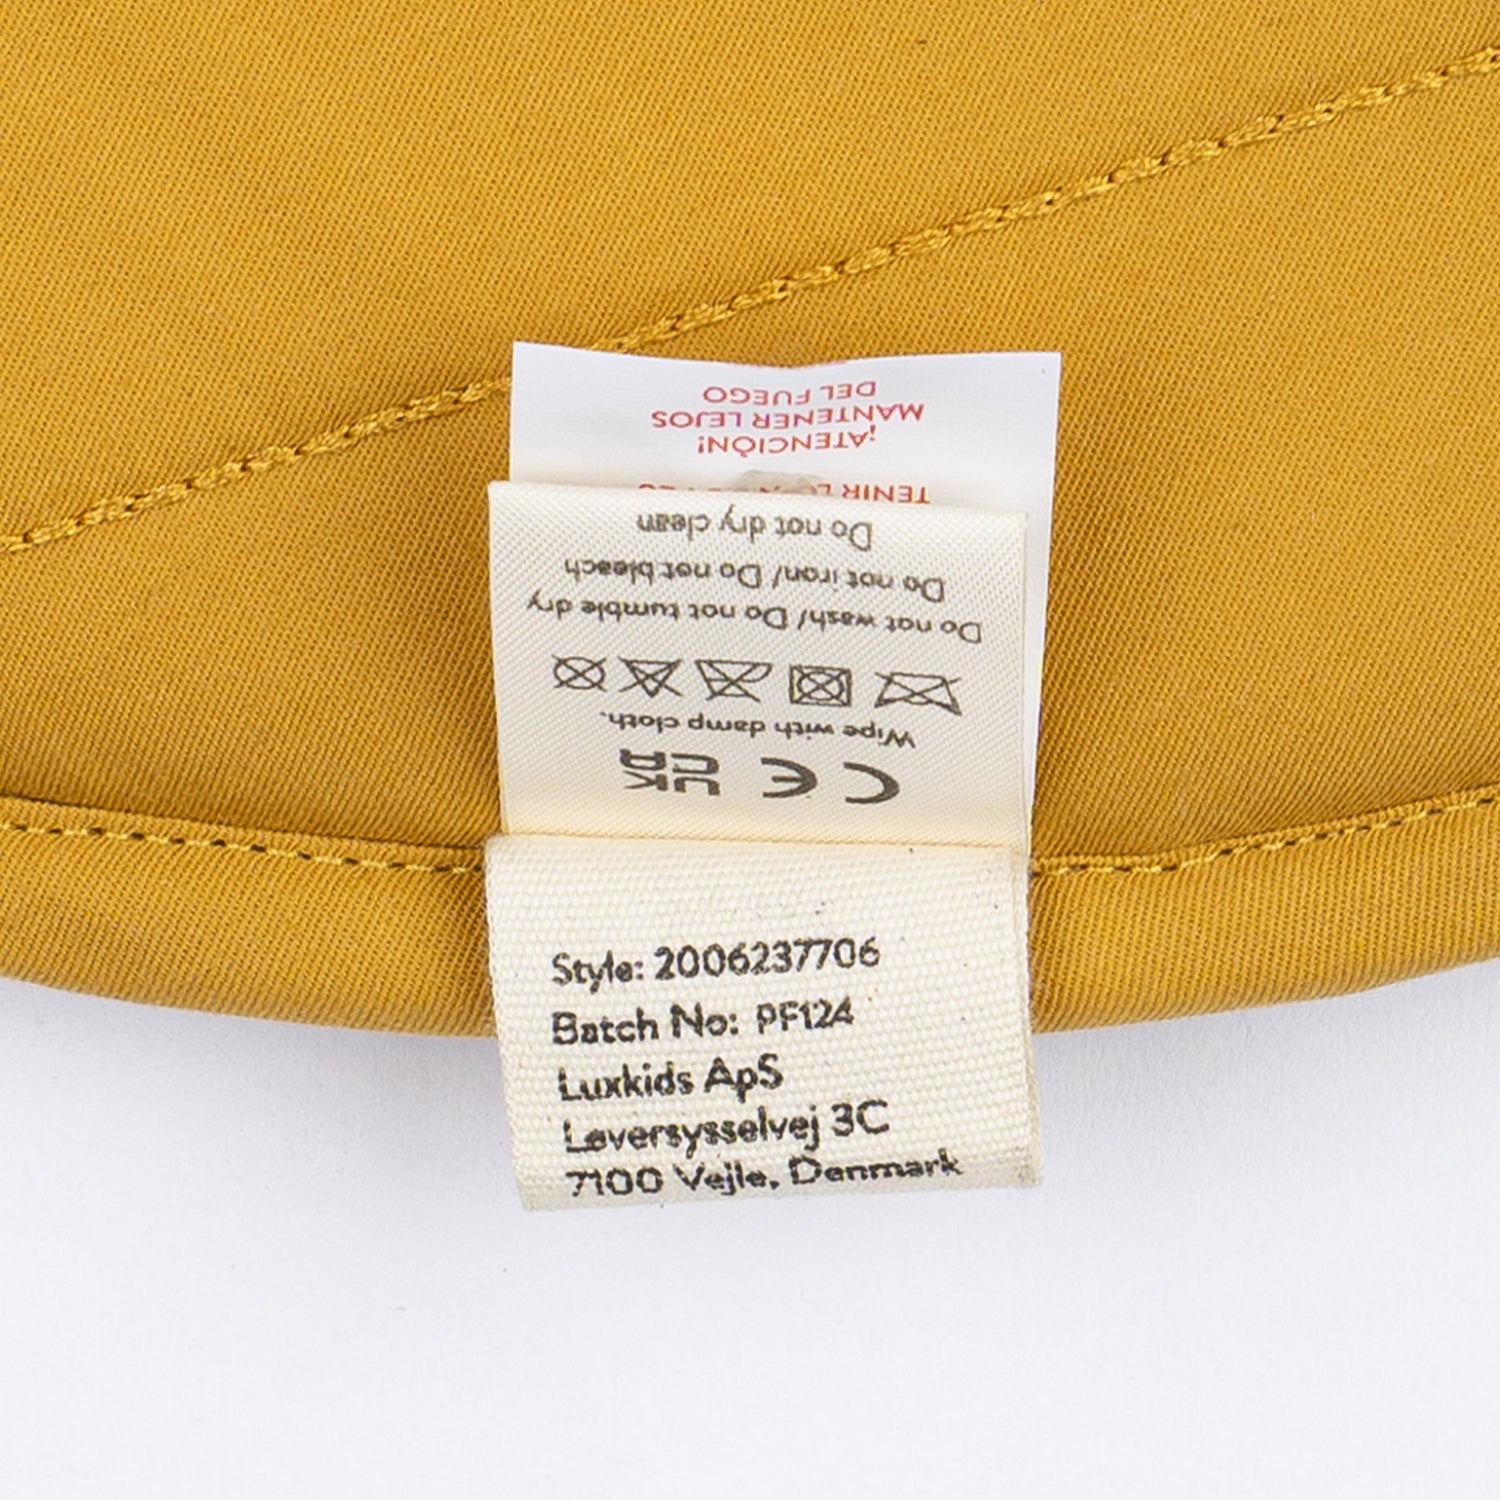 Style: 2006237706
Batch No: PF124
Luxkids ApS
Løversysselvej 3C
7100 Vejle, Denmark
CE UK CA
Wipe with damp cloth.
Do not wash/ Do not tumble dry
Do not iron/ Do not bleach
Do not dry clean
TENIR
¡ATENCIÒN!
MANTENER LEJOS
DEL FUEGO